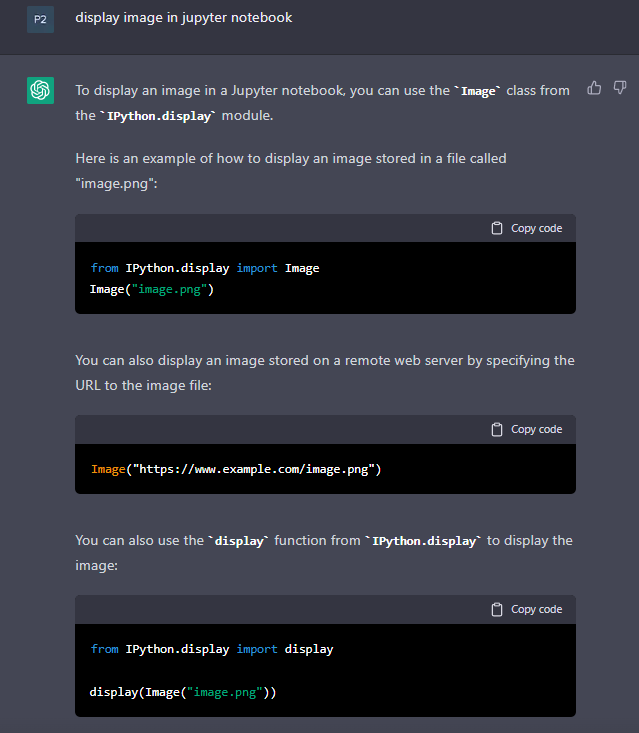 P2
display image in jupyter notebook
To display an image in a Jupyter notebook, you can use the `Image` class from
the `IPython.display` module.
Here is an example of how to display an image stored in a file called
"image.png":
Copy code
from IPython.display import Image
Image("image.png")
You can also display an image stored on a remote web server by specifying the
URL to the image file:
Copy code
Image("https://www.example.com/image.png")
You can also use the `display` function from `IPython.display` to display the
image:
Copy code
from IPython.display import display
display(Image("image.png"))